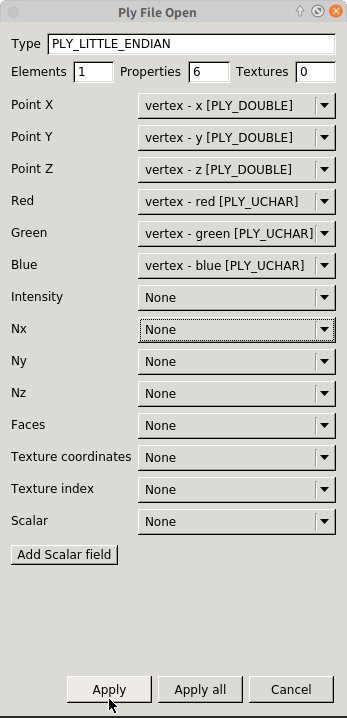 Ply File Open
Type PLY_LITTLE_ENDIAN
Elements 1 Properties 6 Textures 0
Point X vertex - x [PLY_DOUBLE]
Point Y vertex - y [PLY_DOUBLE]
Point Z vertex - z [PLY_DOUBLE]
Red vertex - red [PLY_UCHAR]
Green vertex - green [PLY_UCHAR]
Blue vertex - blue [PLY_UCHAR]
Intensity None
Nx None
Ny None
Nz None
Faces None
Texture coordinates None
Texture index None
Scalar None
Add Scalar field
Apply Apply all Cancel